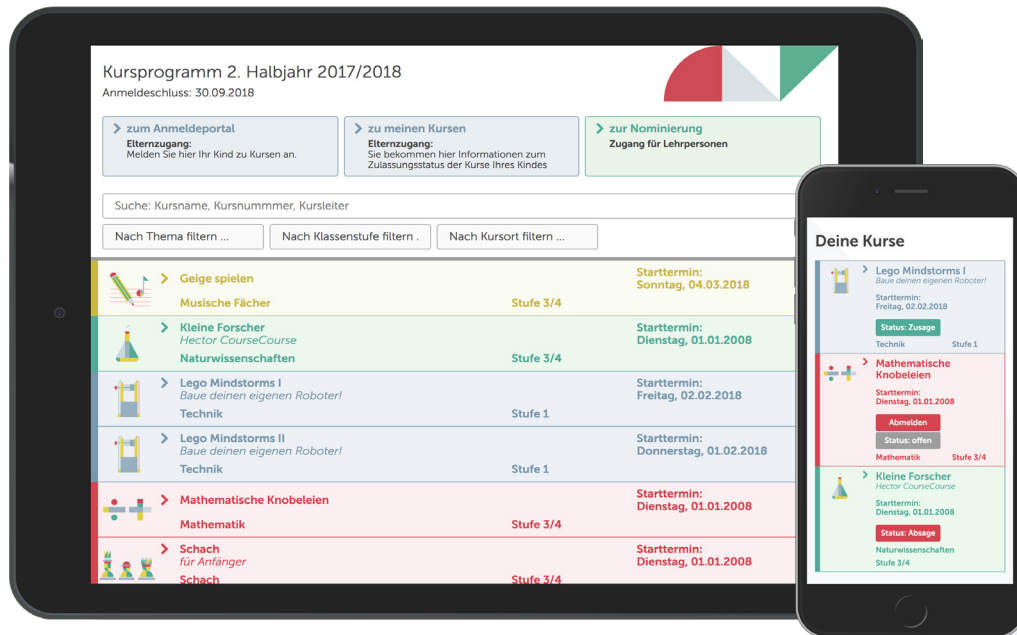 Kursprogramm 2. Halbjahr 2017/2018
Anmeldeschluss: 30.09.2018
zum Anmeldeportal
Elternzugang:
Melden Sie hier Ihr Kind zu Kursen an.
zu meinen Kursen
Elternzugang:
Sie bekommen hier Informationen zum
Zulassungsstatus der Kurse Ihres Kindes
zur Nominierung
Zugang für Lehrpersonen
Suche: Kursname, Kursnummmer, Kursleiter
Nach Thema filtern ...
Nach Klassenstufe filtern .
Nach Kursort filtern ...
Geige spielen
Starttermin:
Sonntag, 04.03.2018
Musische Fächer
Stufe 3/4
Kleine Forscher
Hector CourseCourse
Starttermin:
Dienstag, 01.01.2008
Naturwissenschaften
Stufe 3/4
Lego Mindstorms I
Baue deinen eigenen Roboter!
Starttermin:
Freitag, 02.02.2018
Technik
Stufe 1
Lego Mindstorms II
Baue deinen eigenen Roboter!
Starttermin:
Donnerstag, 01.02.2018
Technik
Stufe 1
Mathematische Knobeleien
Starttermin:
Dienstag, 01.01.2008
Mathematik
Stufe 3/4
Schach
für Anfänger
Starttermin:
Dienstag, 01.01.2008
Schach
Stufe 3/4
Deine Kurse
Lego Mindstorms I
Baue deinen eigenen Roboter!
Starttermin:
Freitag, 02.02.2018
Status: Zusage
Technik
Stufe 1
Mathematische
Knobeleien
Starttermin:
Dienstag, 01.01.2008
Abmelden
Status: offen
Mathematik
Stufe 3/4
Kleine Forscher
Hector CourseCourse
Starttermin:
Dienstag, 01.01.2008
Status: Absage
Naturwissenschaften
Stufe 3/4